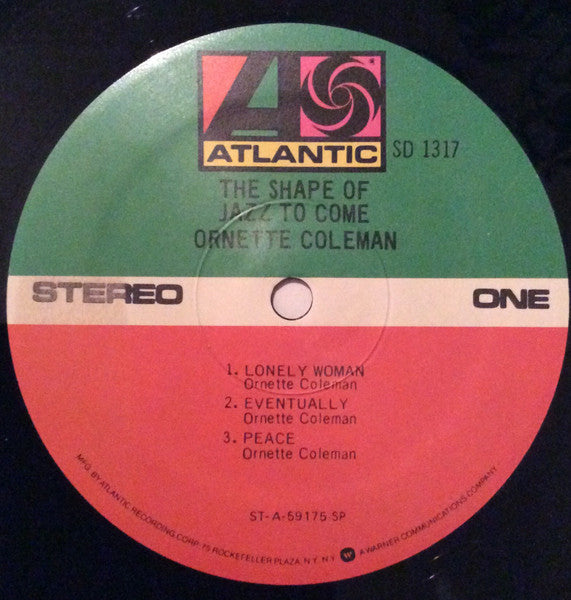 ATLANTIC
SD 1317
THE SHAPE OF
JAZZ TO COME
ORNETTE COLEMAN
STEREO
ONE
1. LONELY WOMAN
Ornette Coleman
2. EVENTUALLY
Ornette Coleman
3. PEACE
Ornette Coleman
ST-A-59175-SP
MFG. BY ATLANTIC RECORDING CORP. 75 ROCKEFELLER PLAZA, N.Y. N.Y. A WARNER COMMUNICATIONS COMPANY